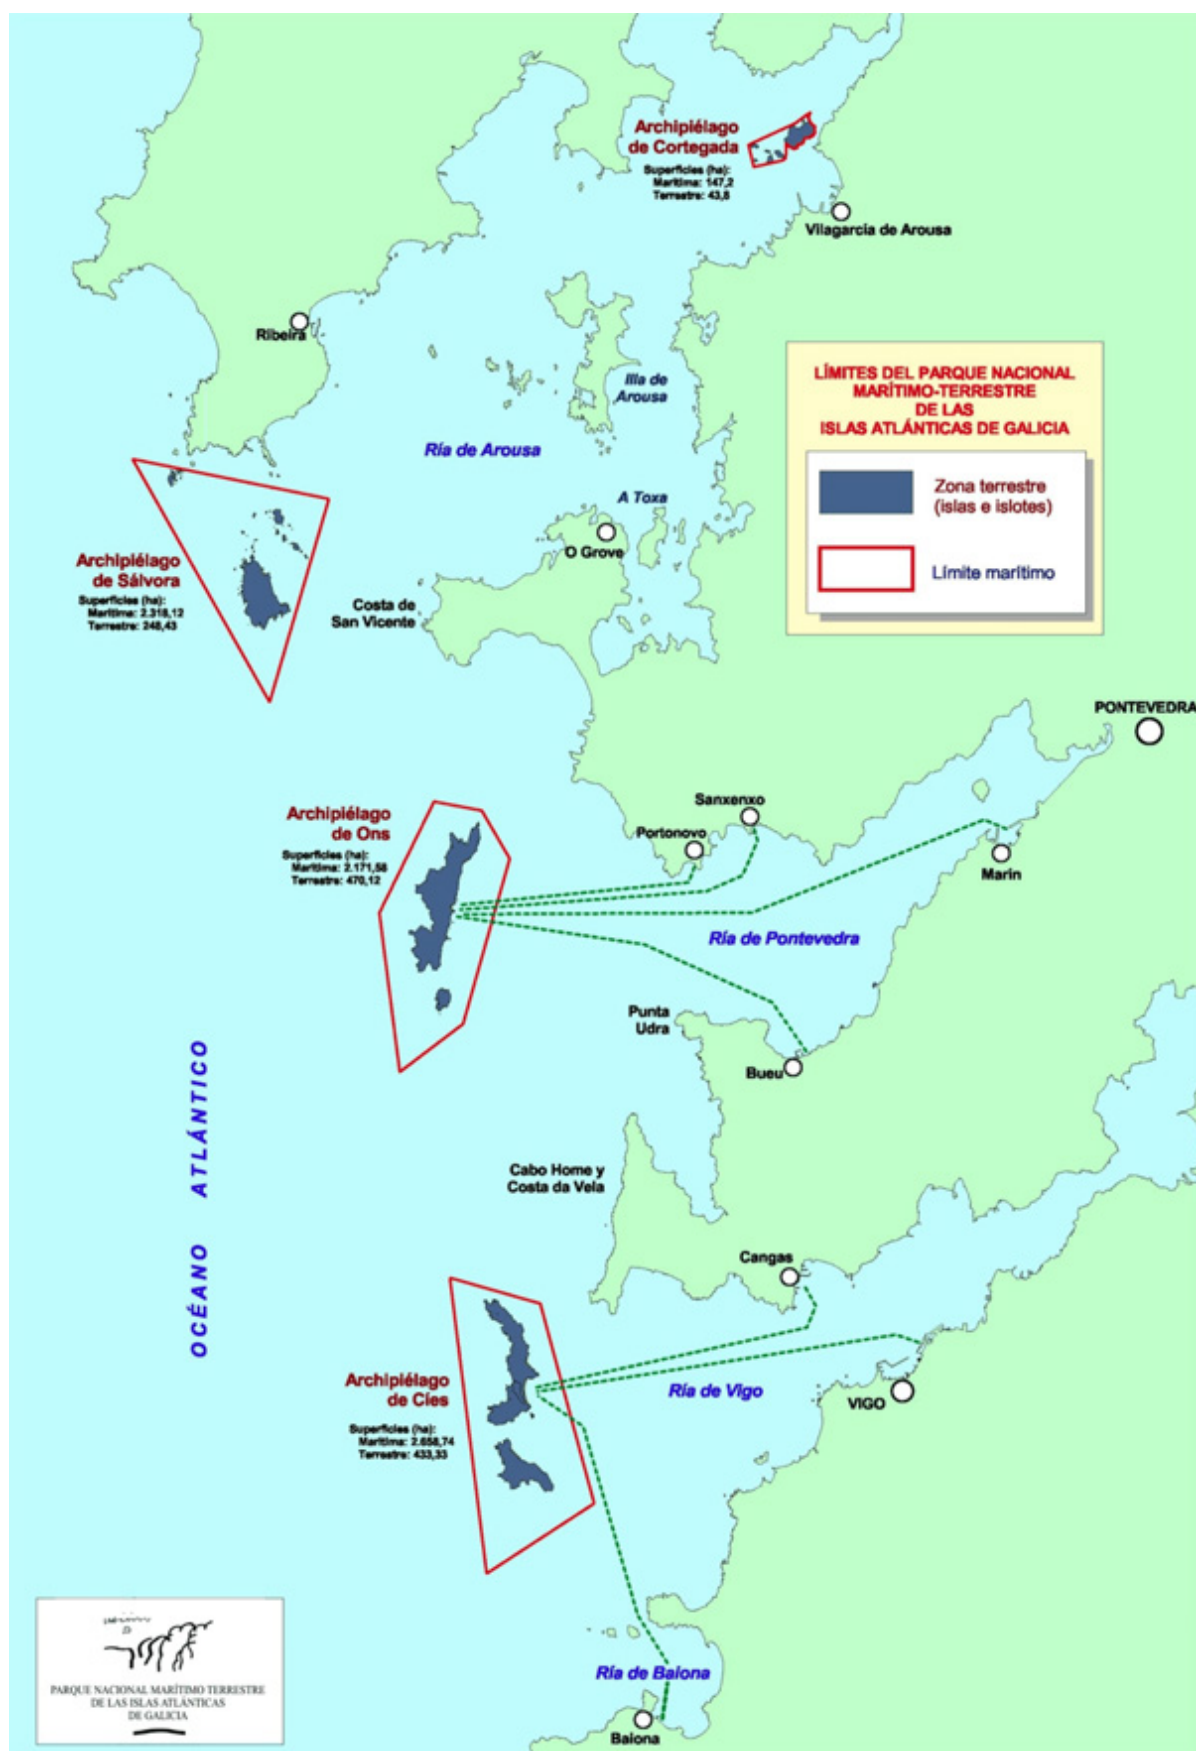 Archipiélago
de Cortegada
Superficies (ha):
Marítima: 147,2
Terrestre: 43,8
Vilagarcia de Arousa
Ribeira
Illa de
Arousa
LÍMITES DEL PARQUE NACIONAL
MARÍTIMO-TERRESTRE
DE LAS
ISLAS ATLÁNTICAS DE GALICIA
Zona terrestre
(islas e islotes)
Límite marítimo
Ría de Arousa
A Toxa
O Grove
Archipiélago
de Sálvora
Superficies (ha):
Marítima: 2.318,12
Terrestre: 248,43
Costa de
San Vicente
PONTEVEDRA
Sanxenxo
Portonovo
Marín
Archipiélago
de Ons
Superficies (ha):
Marítima: 2.171,58
Terrestre: 470,12
Ría de Pontevedra
Punta
Udra
Bueu
OCÉANO ATLÁNTICO
Cabo Home y
Costa da Vela
Cangas
Archipiélago
de Cíes
Superficies (ha):
Marítima: 2.658,74
Terrestre: 433,33
Ría de Vigo
VIGO
Ría de Baiona
Baiona
PARQUE NACIONAL MARÍTIMO TERRESTRE
DE LAS ISLAS ATLÁNTICAS
DE GALICIA